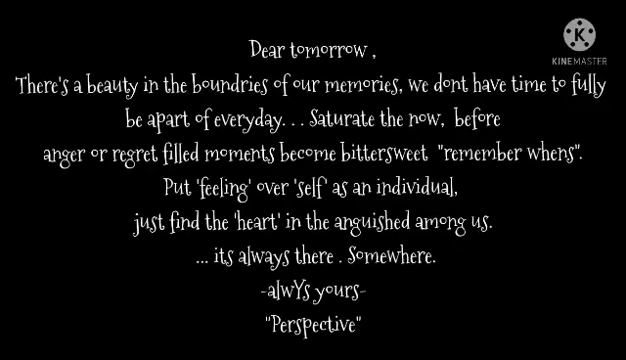 KINEMASTER
Dear tomorrow ,
There's a beauty in the boundries of our memories, we dont have time to fully
be apart of everyday. . . Saturate the now, before
anger or regret filled moments become bittersweet "remember whens".
Put 'feeling' over 'self' as an individual,
just find the 'heart' in the anguished among us.
... its always there . Somewhere.
-alwYs yours-
"Perspective"